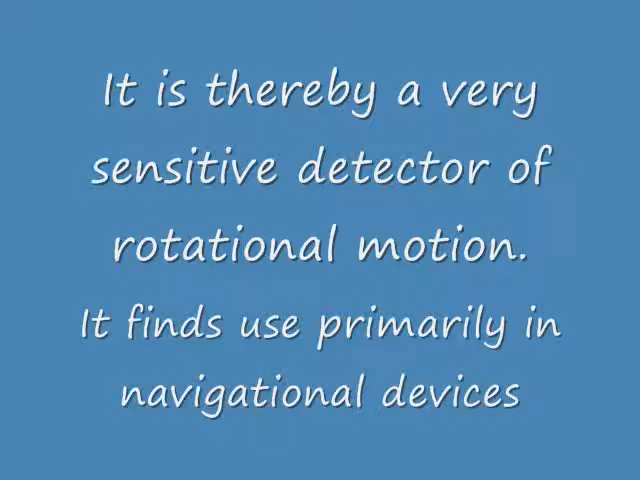 It is thereby a very
sensitive detector of
rotational motion.
It finds use primarily in
navigational devices